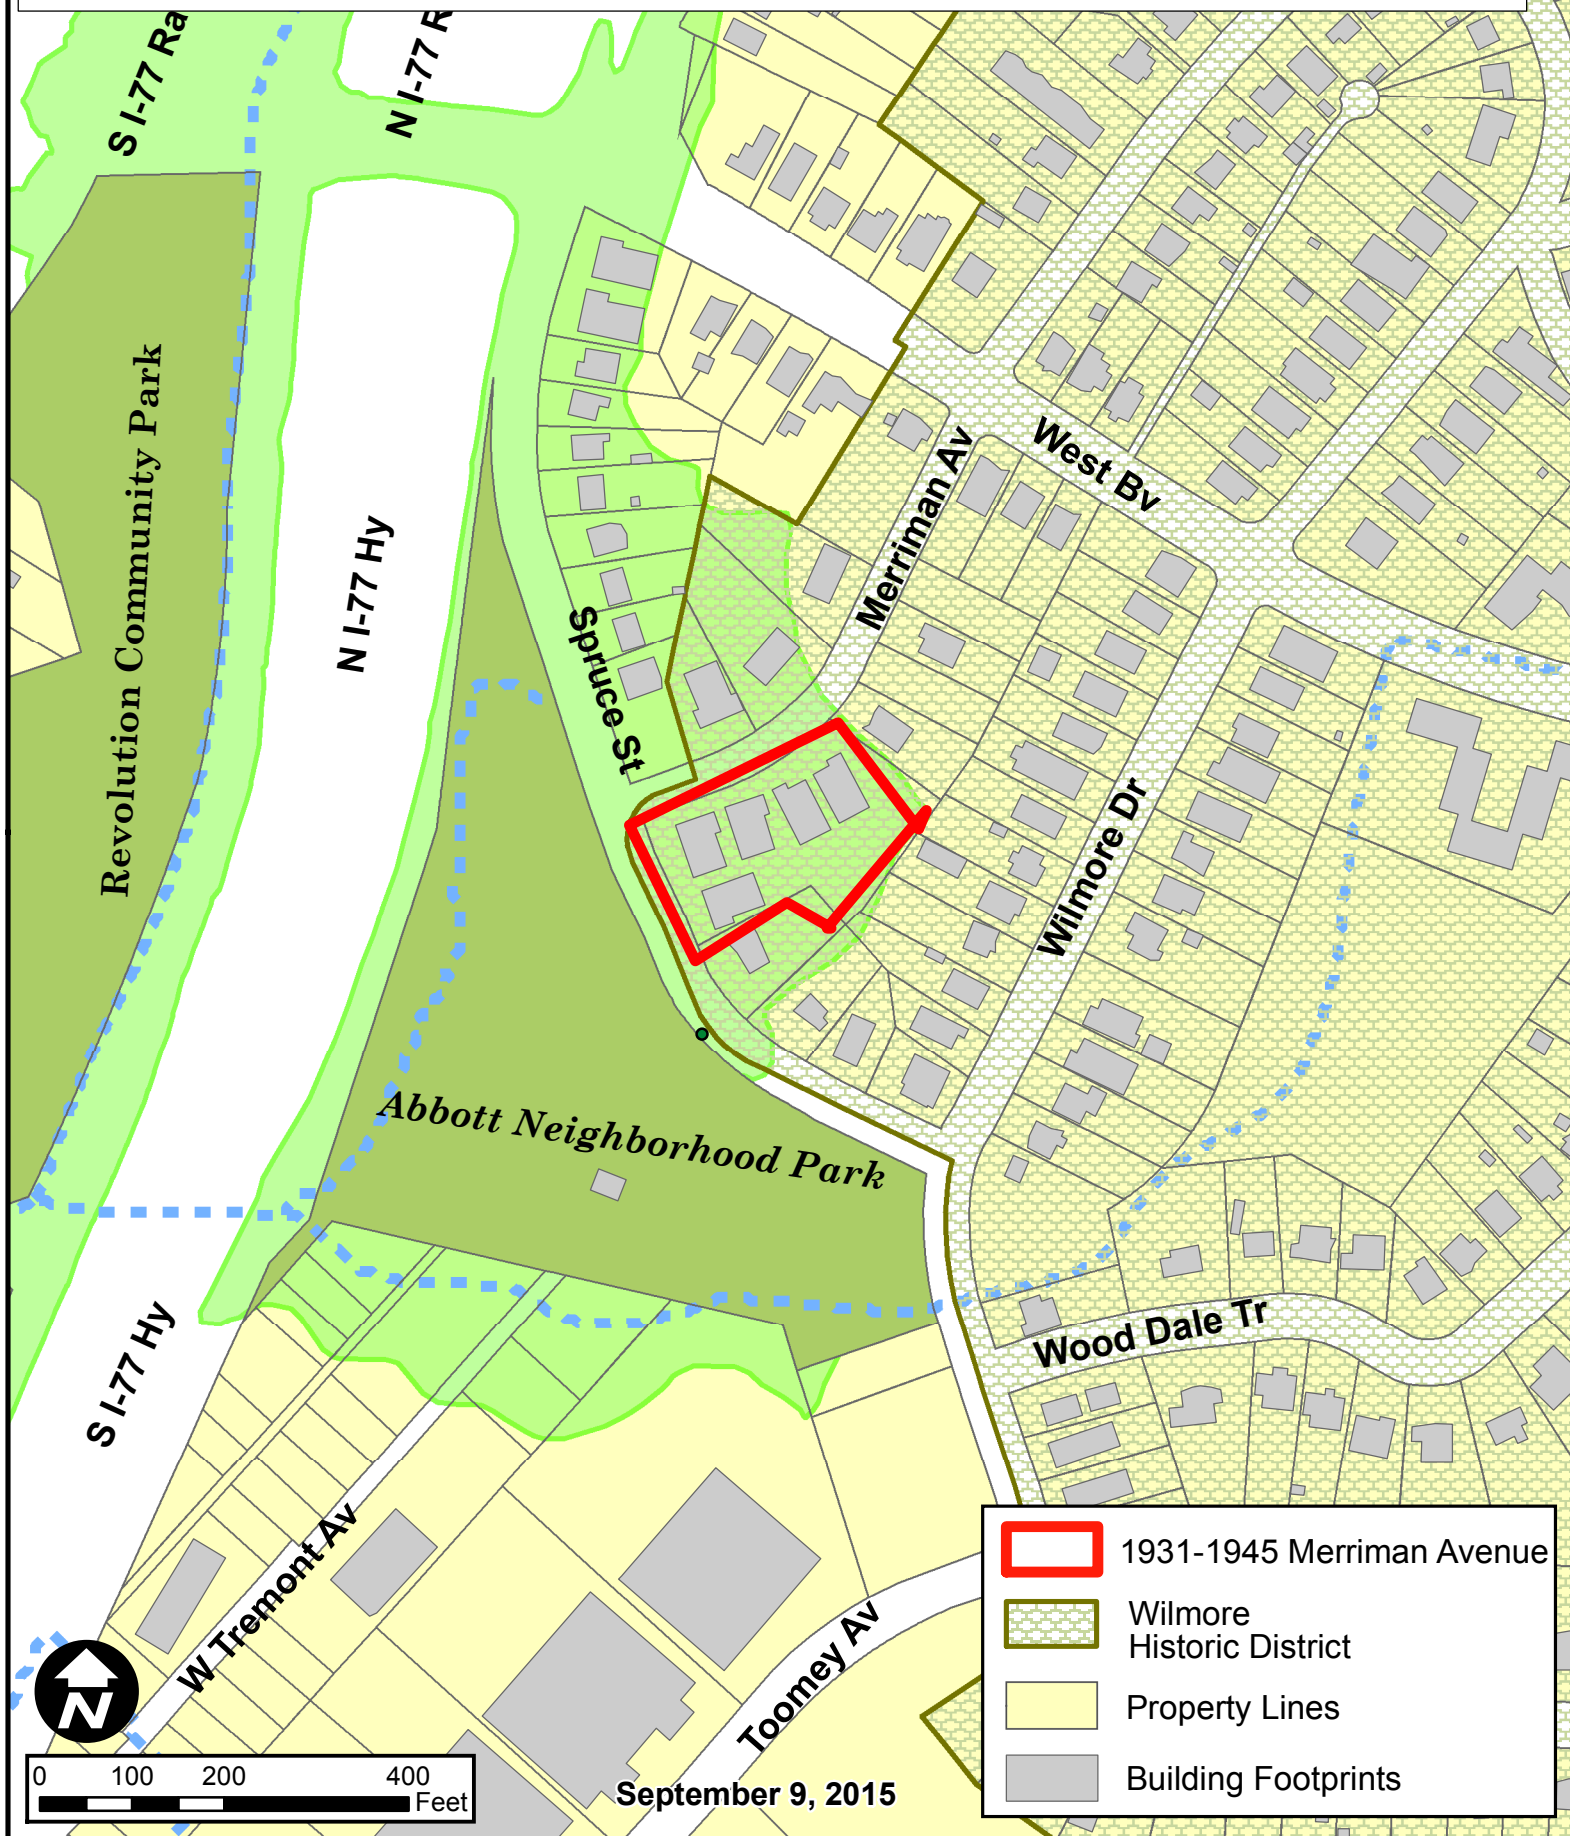 S I-77 Ra
N I-77 R
Revolution Community Park
N I-77 Hy
Merriman Av
West Bv
Spruce St
Wilmore Dr
Abbott Neighborhood Park
S I-77 Hy
Wood Dale Tr
W Tremont Av
Toomey Av
1931-1945 Merriman Avenue
Wilmore
Historic District
Property Lines
Building Footprints
N
0 100 200 400
Feet
September 9, 2015